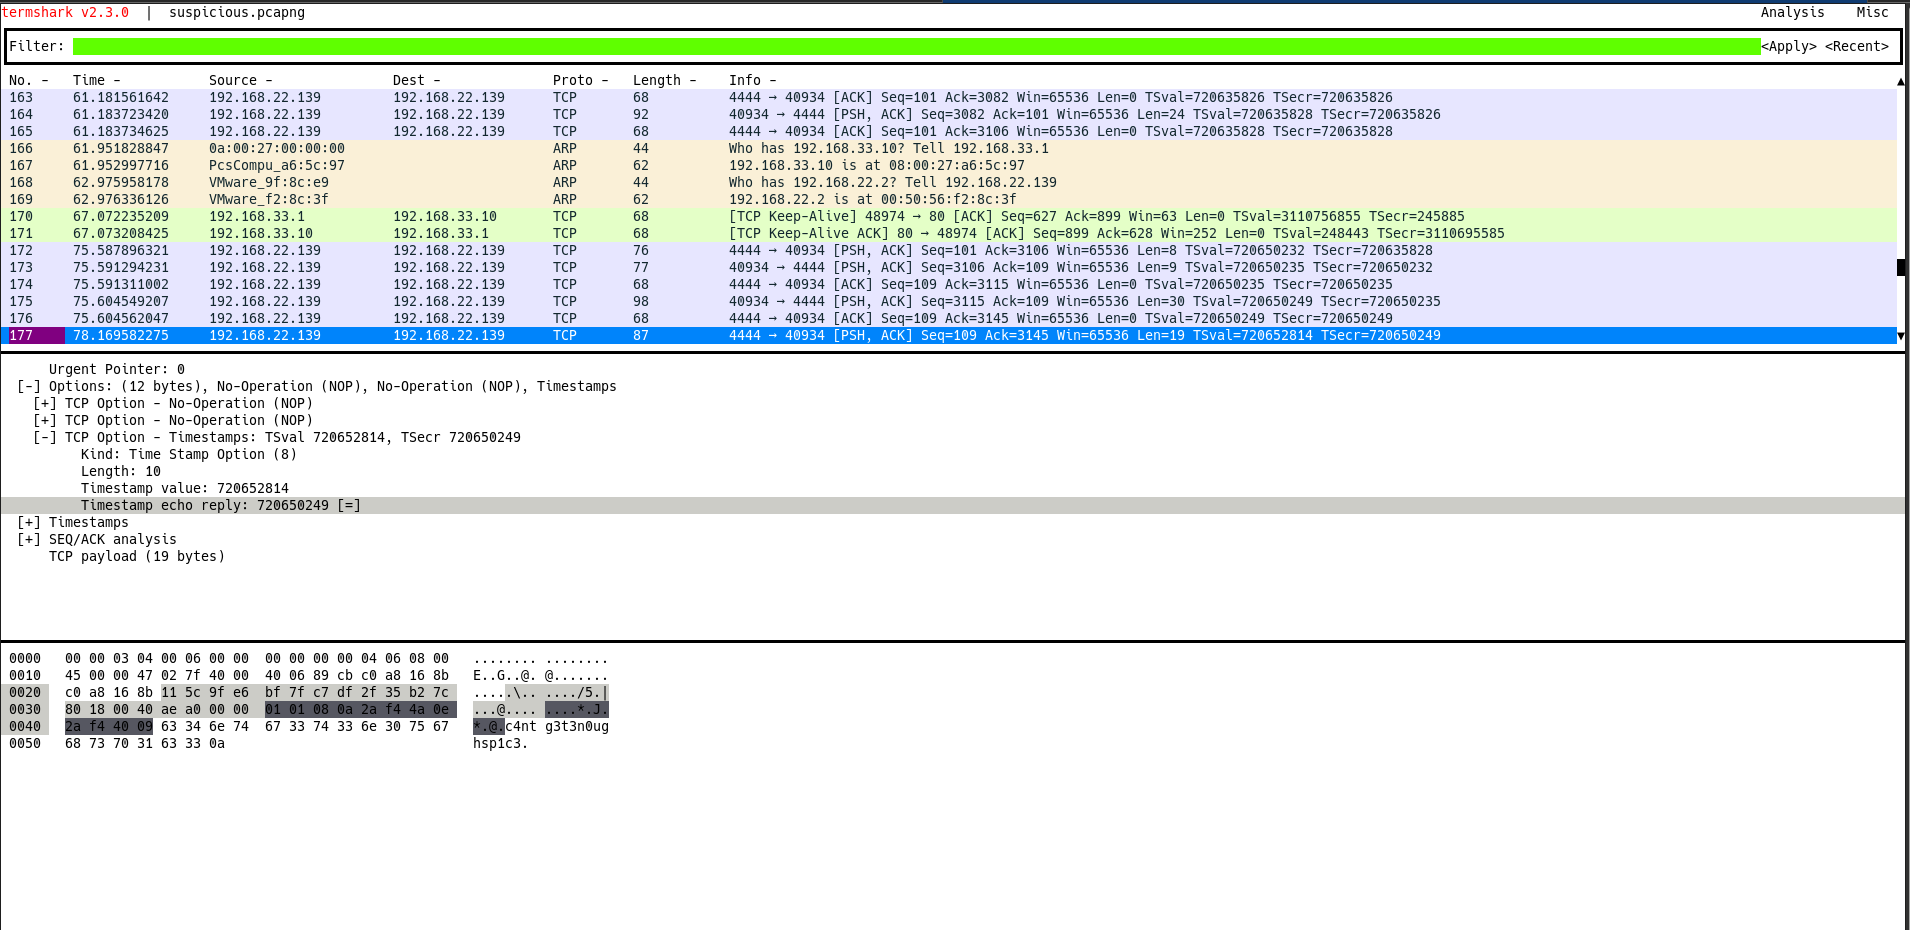 termshark v2.3.0 | suspicious.pcapng Analysis Misc
Filter: <Apply> <Recent>
No. - Time - Source - Dest - Proto - Length - Info -
163 61.181561642 192.168.22.139 192.168.22.139 TCP 68 4444 → 40934 [ACK] Seq=101 Ack=3082 Win=65536 Len=0 TSval=720635826 TSecr=720635826
164 61.183723420 192.168.22.139 192.168.22.139 TCP 92 40934 → 4444 [PSH, ACK] Seq=3082 Ack=101 Win=65536 Len=24 TSval=720635828 TSecr=720635826
165 61.183734625 192.168.22.139 192.168.22.139 TCP 68 4444 → 40934 [ACK] Seq=101 Ack=3106 Win=65536 Len=0 TSval=720635828 TSecr=720635828
166 61.951828847 0a:00:27:00:00:00 ARP 44 Who has 192.168.33.10? Tell 192.168.33.1
167 61.952997716 PcsCompu_a6:5c:97 ARP 62 192.168.33.10 is at 08:00:27:a6:5c:97
168 62.975958178 VMware_9f:8c:e9 ARP 44 Who has 192.168.22.2? Tell 192.168.22.139
169 62.976336126 VMware_f2:8c:3f ARP 62 192.168.22.2 is at 00:50:56:f2:8c:3f
170 67.072235209 192.168.33.1 192.168.33.10 TCP 68 [TCP Keep-Alive] 48974 → 80 [ACK] Seq=627 Ack=899 Win=63 Len=0 TSval=3110756855 TSecr=245885
171 67.073208425 192.168.33.10 192.168.33.1 TCP 68 [TCP Keep-Alive ACK] 80 → 48974 [ACK] Seq=899 Ack=628 Win=252 Len=0 TSval=248443 TSecr=3110695585
172 75.587896321 192.168.22.139 192.168.22.139 TCP 76 4444 → 40934 [PSH, ACK] Seq=101 Ack=3106 Win=65536 Len=8 TSval=720650232 TSecr=720635828
173 75.591294231 192.168.22.139 192.168.22.139 TCP 77 40934 → 4444 [PSH, ACK] Seq=3106 Ack=109 Win=65536 Len=9 TSval=720650235 TSecr=720650232
174 75.591311002 192.168.22.139 192.168.22.139 TCP 68 4444 → 40934 [ACK] Seq=109 Ack=3115 Win=65536 Len=0 TSval=720650235 TSecr=720650235
175 75.604549207 192.168.22.139 192.168.22.139 TCP 98 40934 → 4444 [PSH, ACK] Seq=3115 Ack=109 Win=65536 Len=30 TSval=720650249 TSecr=720650235
176 75.604562047 192.168.22.139 192.168.22.139 TCP 68 4444 → 40934 [ACK] Seq=109 Ack=3145 Win=65536 Len=0 TSval=720650249 TSecr=720650249
177 78.169582275 192.168.22.139 192.168.22.139 TCP 87 4444 → 40934 [PSH, ACK] Seq=109 Ack=3145 Win=65536 Len=19 TSval=720652814 TSecr=720650249
Urgent Pointer: 0
[-] Options: (12 bytes), No-Operation (NOP), No-Operation (NOP), Timestamps
[+] TCP Option - No-Operation (NOP)
[+] TCP Option - No-Operation (NOP)
[-] TCP Option - Timestamps: TSval 720652814, TSecr 720650249
Kind: Time Stamp Option (8)
Length: 10
Timestamp value: 720652814
Timestamp echo reply: 720650249 [=]
[+] Timestamps
[+] SEQ/ACK analysis
TCP payload (19 bytes)
0000 00 00 03 04 00 06 00 00 00 00 00 00 04 06 08 00 ........ ........
0010 45 00 00 47 02 7f 40 00 40 06 89 cb c0 a8 16 8b E..G..@. @.......
0020 c0 a8 16 8b 11 5c 9f e6 bf 7f c7 df 2f 35 b2 7c .....\.. ..../5.|
0030 80 18 00 40 ae a0 00 00 01 01 08 0a 2a f4 4a 0e ...@.... ....*.J.
0040 2a f4 40 09 63 34 6e 74 67 33 74 33 6e 30 75 67 *.@.c4nt g3t3n0ug
0050 68 73 70 31 63 33 0a hsp1c3.